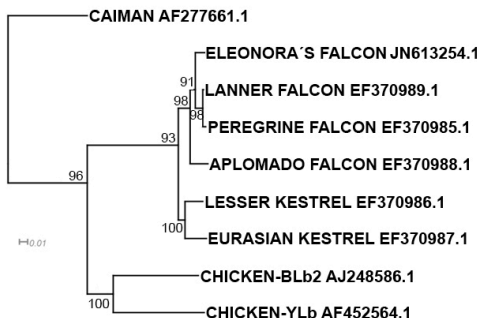 CAIMAN AF277661.1
ELEONORA´S FALCON JN613254.1
91
LANNER FALCON EF370989.1
98
98
PEREGRINE FALCON EF370985.1
93
APLOMADO FALCON EF370988.1
96
LESSER KESTREL EF370986.1
100
EURASIAN KESTREL EF370987.1
0.01
CHICKEN-BLb2 AJ248586.1
100
CHICKEN-YLb AF452564.1